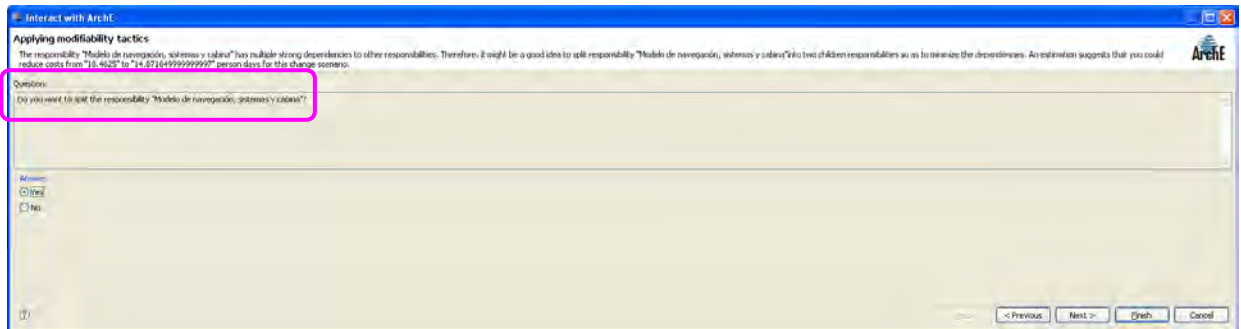 Interact with ArchE
Applying modifiability tactics
The responsibility "Modelo de navegación, sistemas y cabina" has multiple strong dependencies to other responsibilities. Therefore, it might be a good idea to split responsibility "Modelo de navegación, sistemas y cabina"into two children responsibilities so as to minimize the dependencies. An estimation suggests that you could
reduce costs from "18.4625" to "14.871849999999997" person days for this change scenario.
ArchE
Question:
Do you want to split the responsibility "Modelo de navegación, sistemas y cabina"?
Answer:
Yes
No
< Previous Next > Finish Cancel